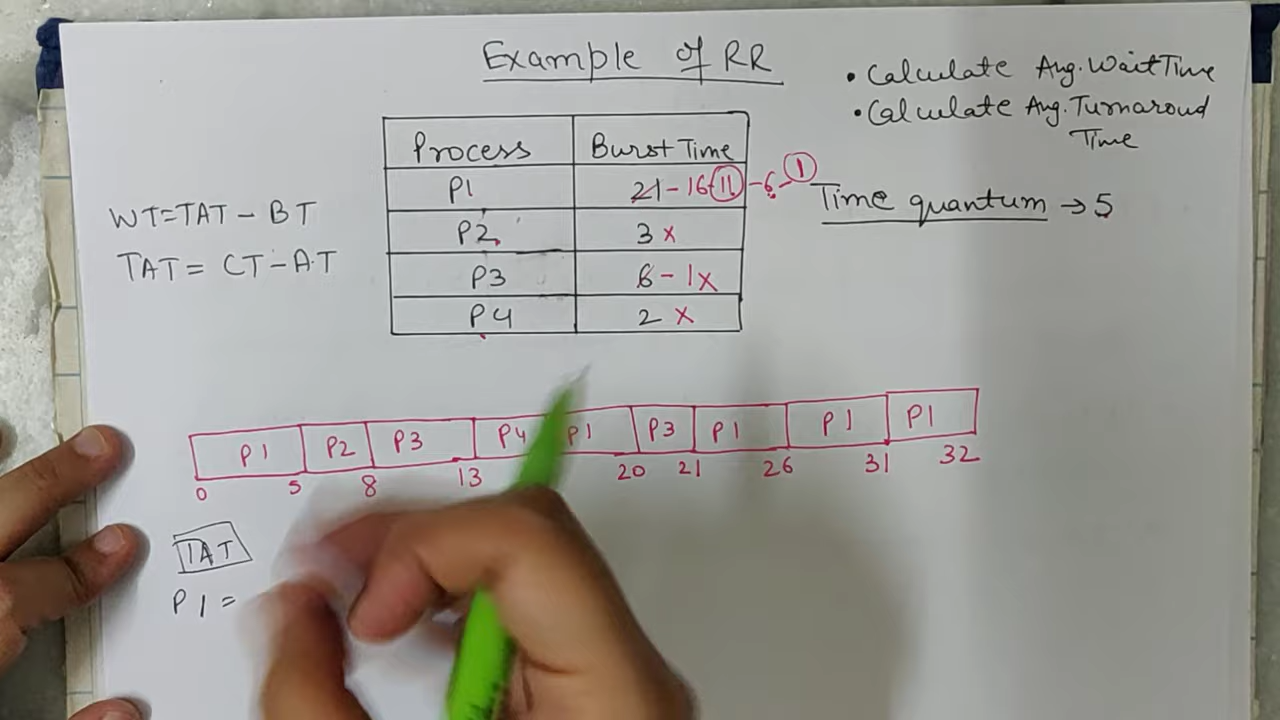 Example of RR
• Calculate Avg. Wait Time
• Calculate Avg. Turnaroud
Time
Process Burst Time
P1 21 - 16 - 11 - 6 - 1
P2 3 x
P3 6 - 1 x
P4 2 x
Time quantum → 5
WT = TAT - BT
TAT = CT - A.T
P1 P2 P3 P4 P1 P3 P1 P1 P1
0 5 8 13 20 21 26 31 32
TAT
P1 =